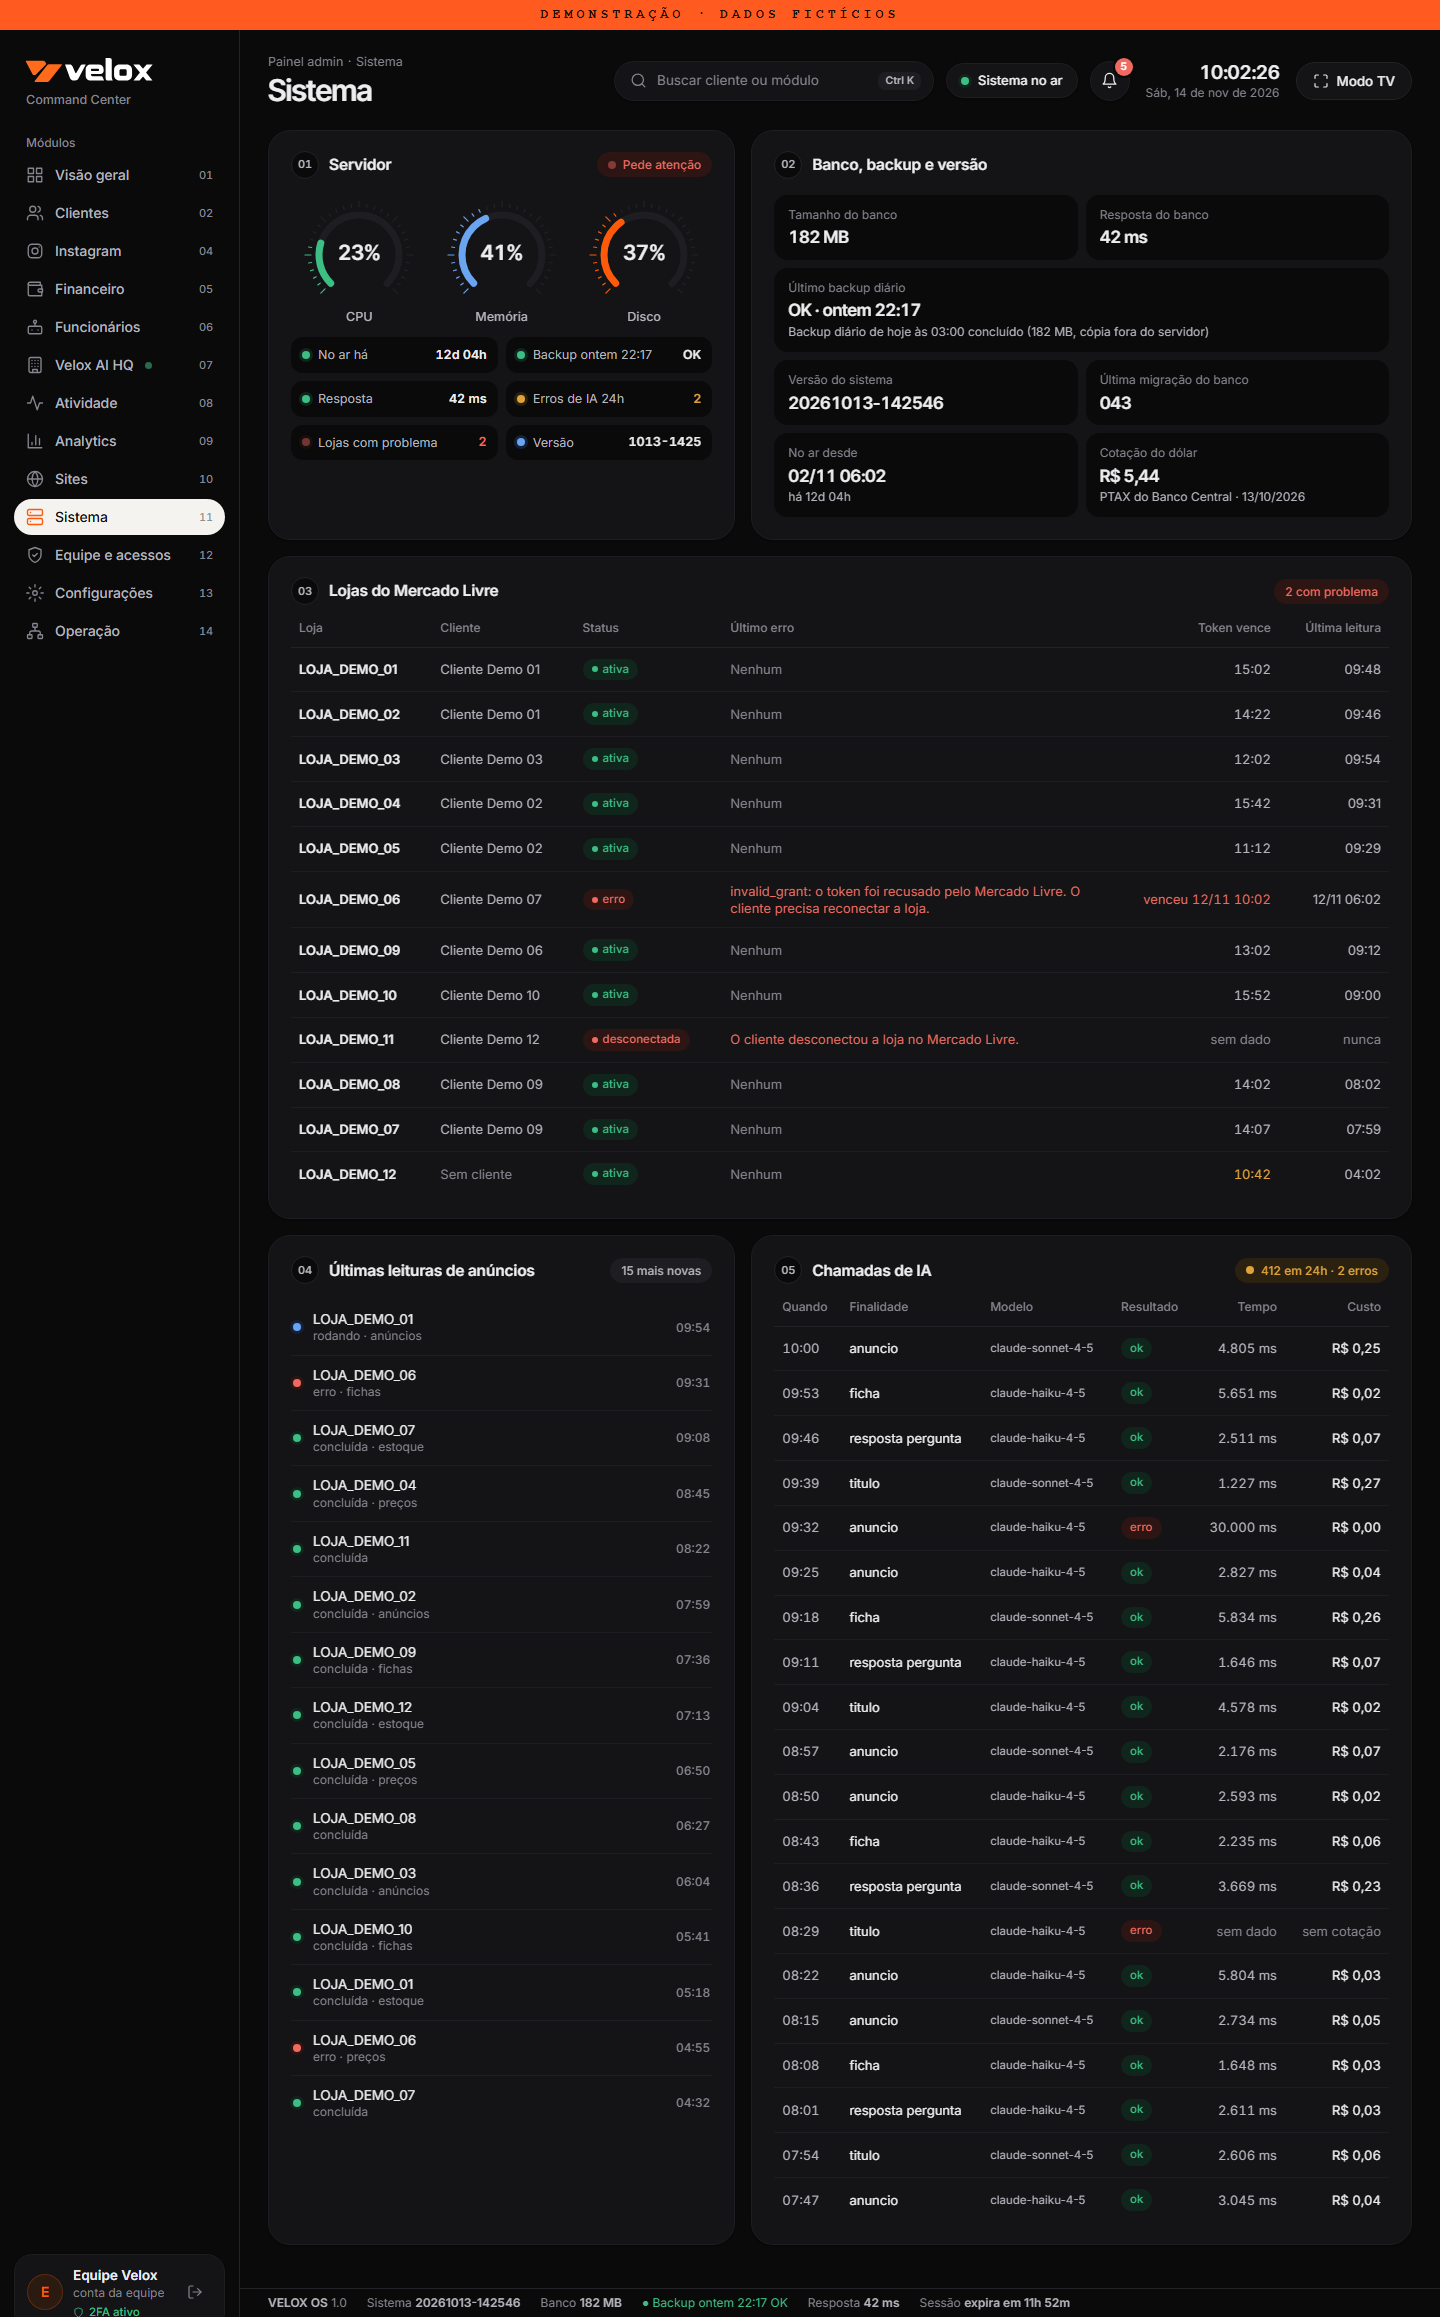 DEMONSTRAÇÃO · DADOS FICTÍCIOS
velox
Command Center
Módulos
Visão geral 01
Clientes 02
Instagram 04
Financeiro 05
Funcionários 06
Velox AI HQ 07
Atividade 08
Analytics 09
Sites 10
Sistema 11
Equipe e acessos 12
Configurações 13
Operação 14
Equipe Velox
E
conta da equipe
2FA ativo
Painel admin · Sistema
Sistema
Buscar cliente ou módulo Ctrl K
Sistema no ar
5
10:02:26
Sáb, 14 de nov de 2026
Modo TV
01 Servidor Pede atenção
23% 41% 37%
CPU Memória Disco
No ar há 12d 04h
Backup ontem 22:17 OK
Resposta 42 ms
Erros de IA 24h 2
Lojas com problema 2
Versão 1013-1425
02 Banco, backup e versão
Tamanho do banco
182 MB
Resposta do banco
42 ms
Último backup diário
OK · ontem 22:17
Backup diário de hoje às 03:00 concluído (182 MB, cópia fora do servidor)
Versão do sistema
20261013-142546
Última migração do banco
043
No ar desde
02/11 06:02
há 12d 04h
Cotação do dólar
R$ 5,44
PTAX do Banco Central · 13/10/2026
03 Lojas do Mercado Livre 2 com problema
Loja Cliente Status Último erro Token vence Última leitura
LOJA_DEMO_01 Cliente Demo 01 ativa Nenhum 15:02 09:48
LOJA_DEMO_02 Cliente Demo 01 ativa Nenhum 14:22 09:46
LOJA_DEMO_03 Cliente Demo 03 ativa Nenhum 12:02 09:54
LOJA_DEMO_04 Cliente Demo 02 ativa Nenhum 15:42 09:31
LOJA_DEMO_05 Cliente Demo 02 ativa Nenhum 11:12 09:29
LOJA_DEMO_06 Cliente Demo 07 erro invalid_grant: o token foi recusado pelo Mercado Livre. O
cliente precisa reconectar a loja. venceu 12/11 10:02 12/11 06:02
LOJA_DEMO_09 Cliente Demo 06 ativa Nenhum 13:02 09:12
LOJA_DEMO_10 Cliente Demo 10 ativa Nenhum 15:52 09:00
LOJA_DEMO_11 Cliente Demo 12 desconectada O cliente desconectou a loja no Mercado Livre. sem dado nunca
LOJA_DEMO_08 Cliente Demo 09 ativa Nenhum 14:02 08:02
LOJA_DEMO_07 Cliente Demo 09 ativa Nenhum 14:07 07:59
LOJA_DEMO_12 Sem cliente ativa Nenhum 10:42 04:02
04 Últimas leituras de anúncios 15 mais novas
LOJA_DEMO_01 09:54
rodando · anúncios
LOJA_DEMO_06 09:31
erro · fichas
LOJA_DEMO_07 09:08
concluída · estoque
LOJA_DEMO_04 08:45
concluída · preços
LOJA_DEMO_11 08:22
concluída
LOJA_DEMO_02 07:59
concluída · anúncios
LOJA_DEMO_09 07:36
concluída · fichas
LOJA_DEMO_12 07:13
concluída · estoque
LOJA_DEMO_05 06:50
concluída · preços
LOJA_DEMO_08 06:27
concluída
LOJA_DEMO_03 06:04
concluída · anúncios
LOJA_DEMO_10 05:41
concluída · fichas
LOJA_DEMO_01 05:18
concluída · estoque
LOJA_DEMO_06 04:55
erro · preços
LOJA_DEMO_07 04:32
concluída
05 Chamadas de IA 412 em 24h · 2 erros
Quando Finalidade Modelo Resultado Tempo Custo
10:00 anuncio claude-sonnet-4-5 ok 4.805 ms R$ 0,25
09:53 ficha claude-haiku-4-5 ok 5.651 ms R$ 0,02
09:46 resposta pergunta claude-haiku-4-5 ok 2.511 ms R$ 0,07
09:39 titulo claude-sonnet-4-5 ok 1.227 ms R$ 0,27
09:32 anuncio claude-haiku-4-5 erro 30.000 ms R$ 0,00
09:25 anuncio claude-haiku-4-5 ok 2.827 ms R$ 0,04
09:18 ficha claude-sonnet-4-5 ok 5.834 ms R$ 0,26
09:11 resposta pergunta claude-haiku-4-5 ok 1.646 ms R$ 0,07
09:04 titulo claude-haiku-4-5 ok 4.578 ms R$ 0,02
08:57 anuncio claude-sonnet-4-5 ok 2.176 ms R$ 0,07
08:50 anuncio claude-haiku-4-5 ok 2.593 ms R$ 0,02
08:43 ficha claude-haiku-4-5 ok 2.235 ms R$ 0,06
08:36 resposta pergunta claude-sonnet-4-5 ok 3.669 ms R$ 0,23
08:29 titulo claude-haiku-4-5 erro sem dado sem cotação
08:22 anuncio claude-haiku-4-5 ok 5.804 ms R$ 0,03
08:15 anuncio claude-sonnet-4-5 ok 2.734 ms R$ 0,05
08:08 ficha claude-haiku-4-5 ok 1.648 ms R$ 0,03
08:01 resposta pergunta claude-haiku-4-5 ok 2.611 ms R$ 0,03
07:54 titulo claude-sonnet-4-5 ok 2.606 ms R$ 0,06
07:47 anuncio claude-haiku-4-5 ok 3.045 ms R$ 0,04
VELOX OS 1.0 Sistema 20261013-142546 Banco 182 MB Backup ontem 22:17 OK Resposta 42 ms Sessão expira em 11h 52m